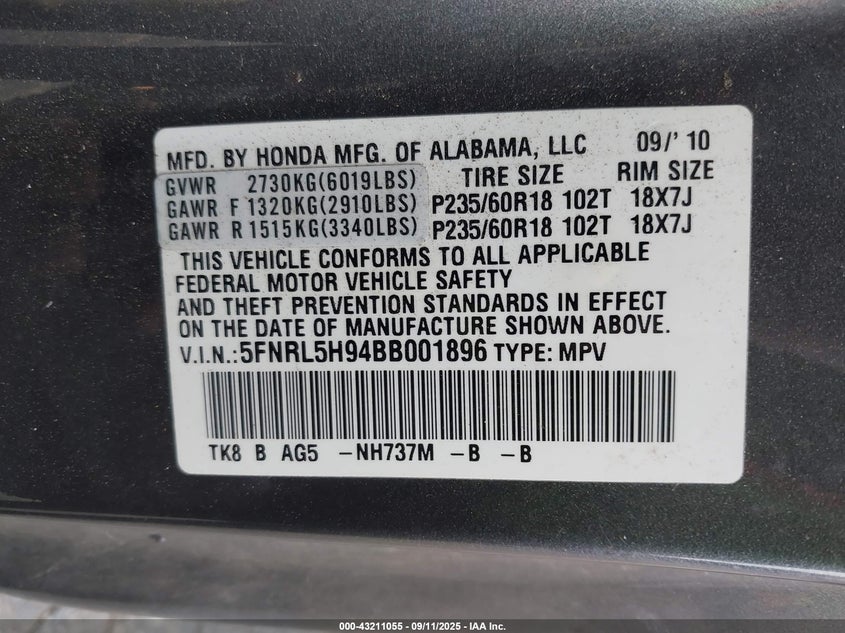 MFD. BY HONDA MFG. OF ALABAMA, LLC 09/' 10
GVWR 2730KG(6019LBS) TIRE SIZE RIM SIZE
GAWR F 1320KG(2910LBS) P235/60R18 102T 18X7J
GAWR R 1515KG(3340LBS) P235/60R18 102T 18X7J
THIS VEHICLE CONFORMS TO ALL APPLICABLE
FEDERAL MOTOR VEHICLE SAFETY
AND THEFT PREVENTION STANDARDS IN EFFECT
ON THE DATE OF MANUFACTURE SHOWN ABOVE.
V.I.N.:5FNRL5H94BB001896 TYPE: MPV
TK8 B AG5 -NH737M -B -B
000-43211055 - 09/11/2025 - IAA Inc.